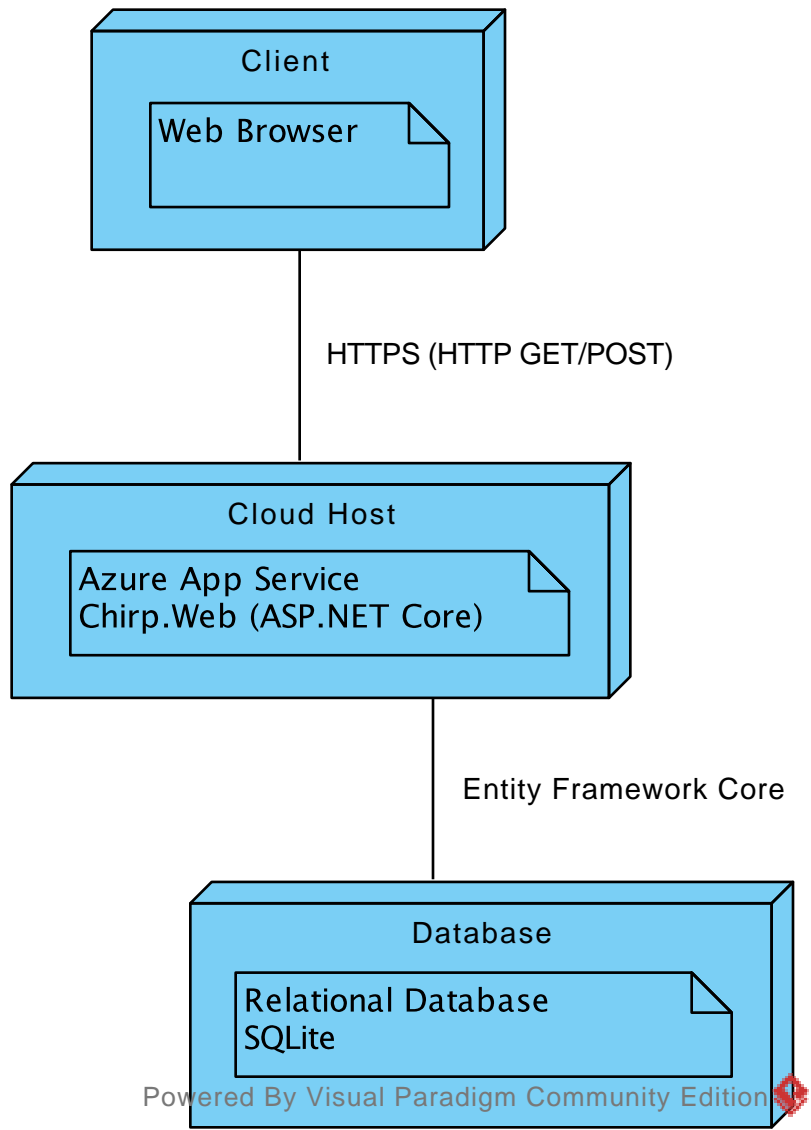 Client
Web Browser
HTTPS (HTTP GET/POST)
Cloud Host
Azure App Service
Chirp.Web (ASP.NET Core)
Entity Framework Core
Database
Relational Database
SQLite
Powered By Visual Paradigm Community Edition